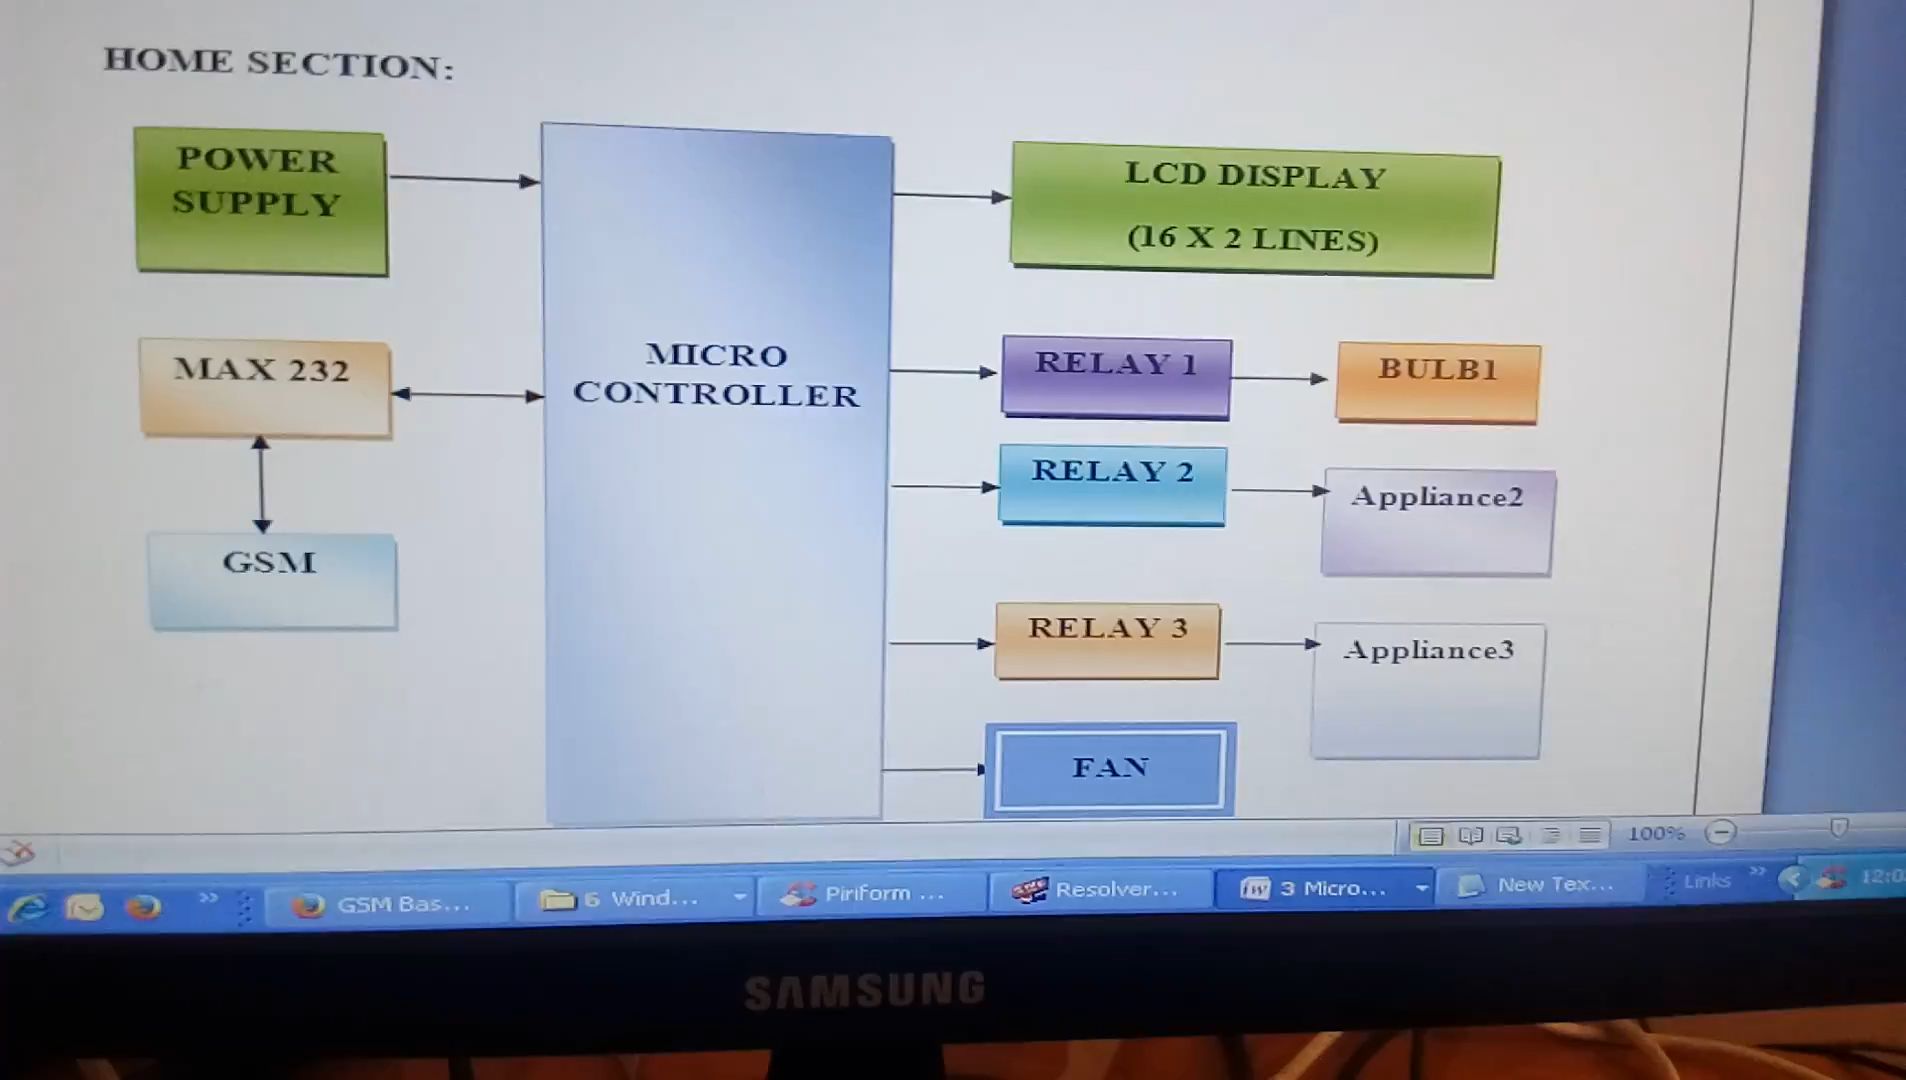 HOME SECTION:
POWER
SUPPLY
LCD DISPLAY
(16 X 2 LINES)
MAX 232
MICRO
CONTROLLER
RELAY 1
BULB1
RELAY 2
Appliance2
GSM
RELAY 3
Appliance3
FAN
100%
GSM Bas...
6 Wind...
Piriform ...
Resolver...
3 Micro...
New Tex...
Links
SAMSUNG